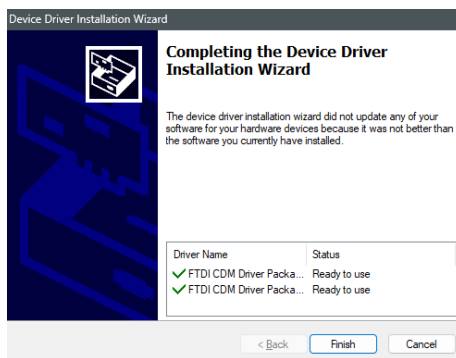 Device Driver Installation Wizard
Completing the Device Driver
Installation Wizard
The device driver installation wizard did not update any of your
software for your hardware devices because it was not better than
the software you currently have installed.
Driver Name Status
FTDI CDM Driver Packa... Ready to use
FTDI CDM Driver Packa... Ready to use
< Back Finish Cancel